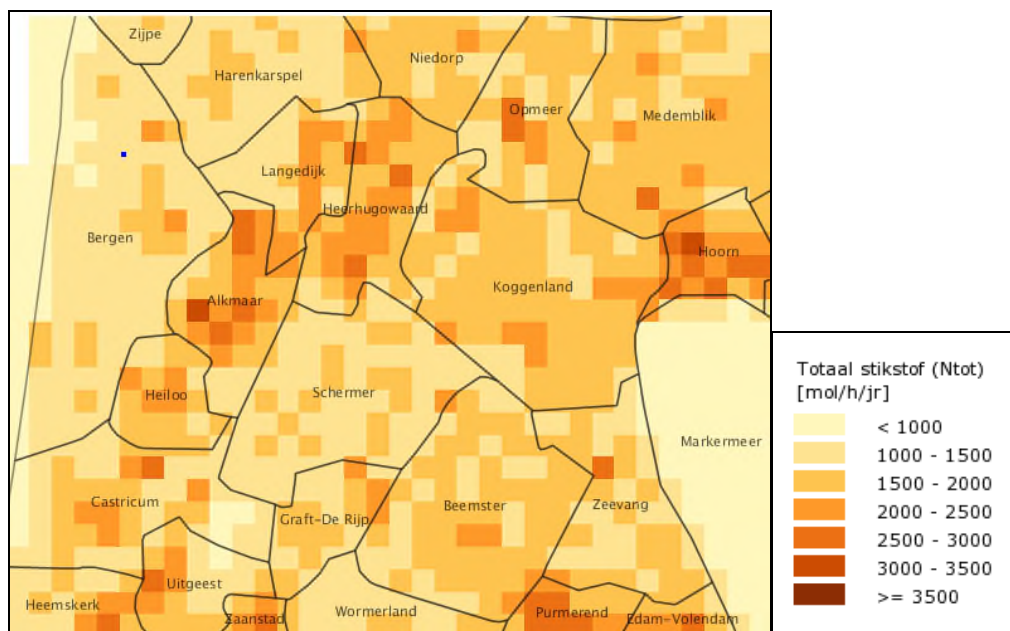 Zijpe
Niedorp
Harenkarspel
Opmeer
Medemblik
Langedijk
Heerhugowaard
Bergen
Hoorn
Koggenland
Alkmaar
Heiloo
Schermer
Markermeer
Castricum
Graft-De Rijp
Beemster
Zeevang
Uitgeest
Heemskerk
Zaanstad
Wormerland
Purmerend
Edam-Volendam
Totaal stikstof (Ntot)
[mol/h/jr]
< 1000
1000 - 1500
1500 - 2000
2000 - 2500
2500 - 3000
3000 - 3500
>= 3500